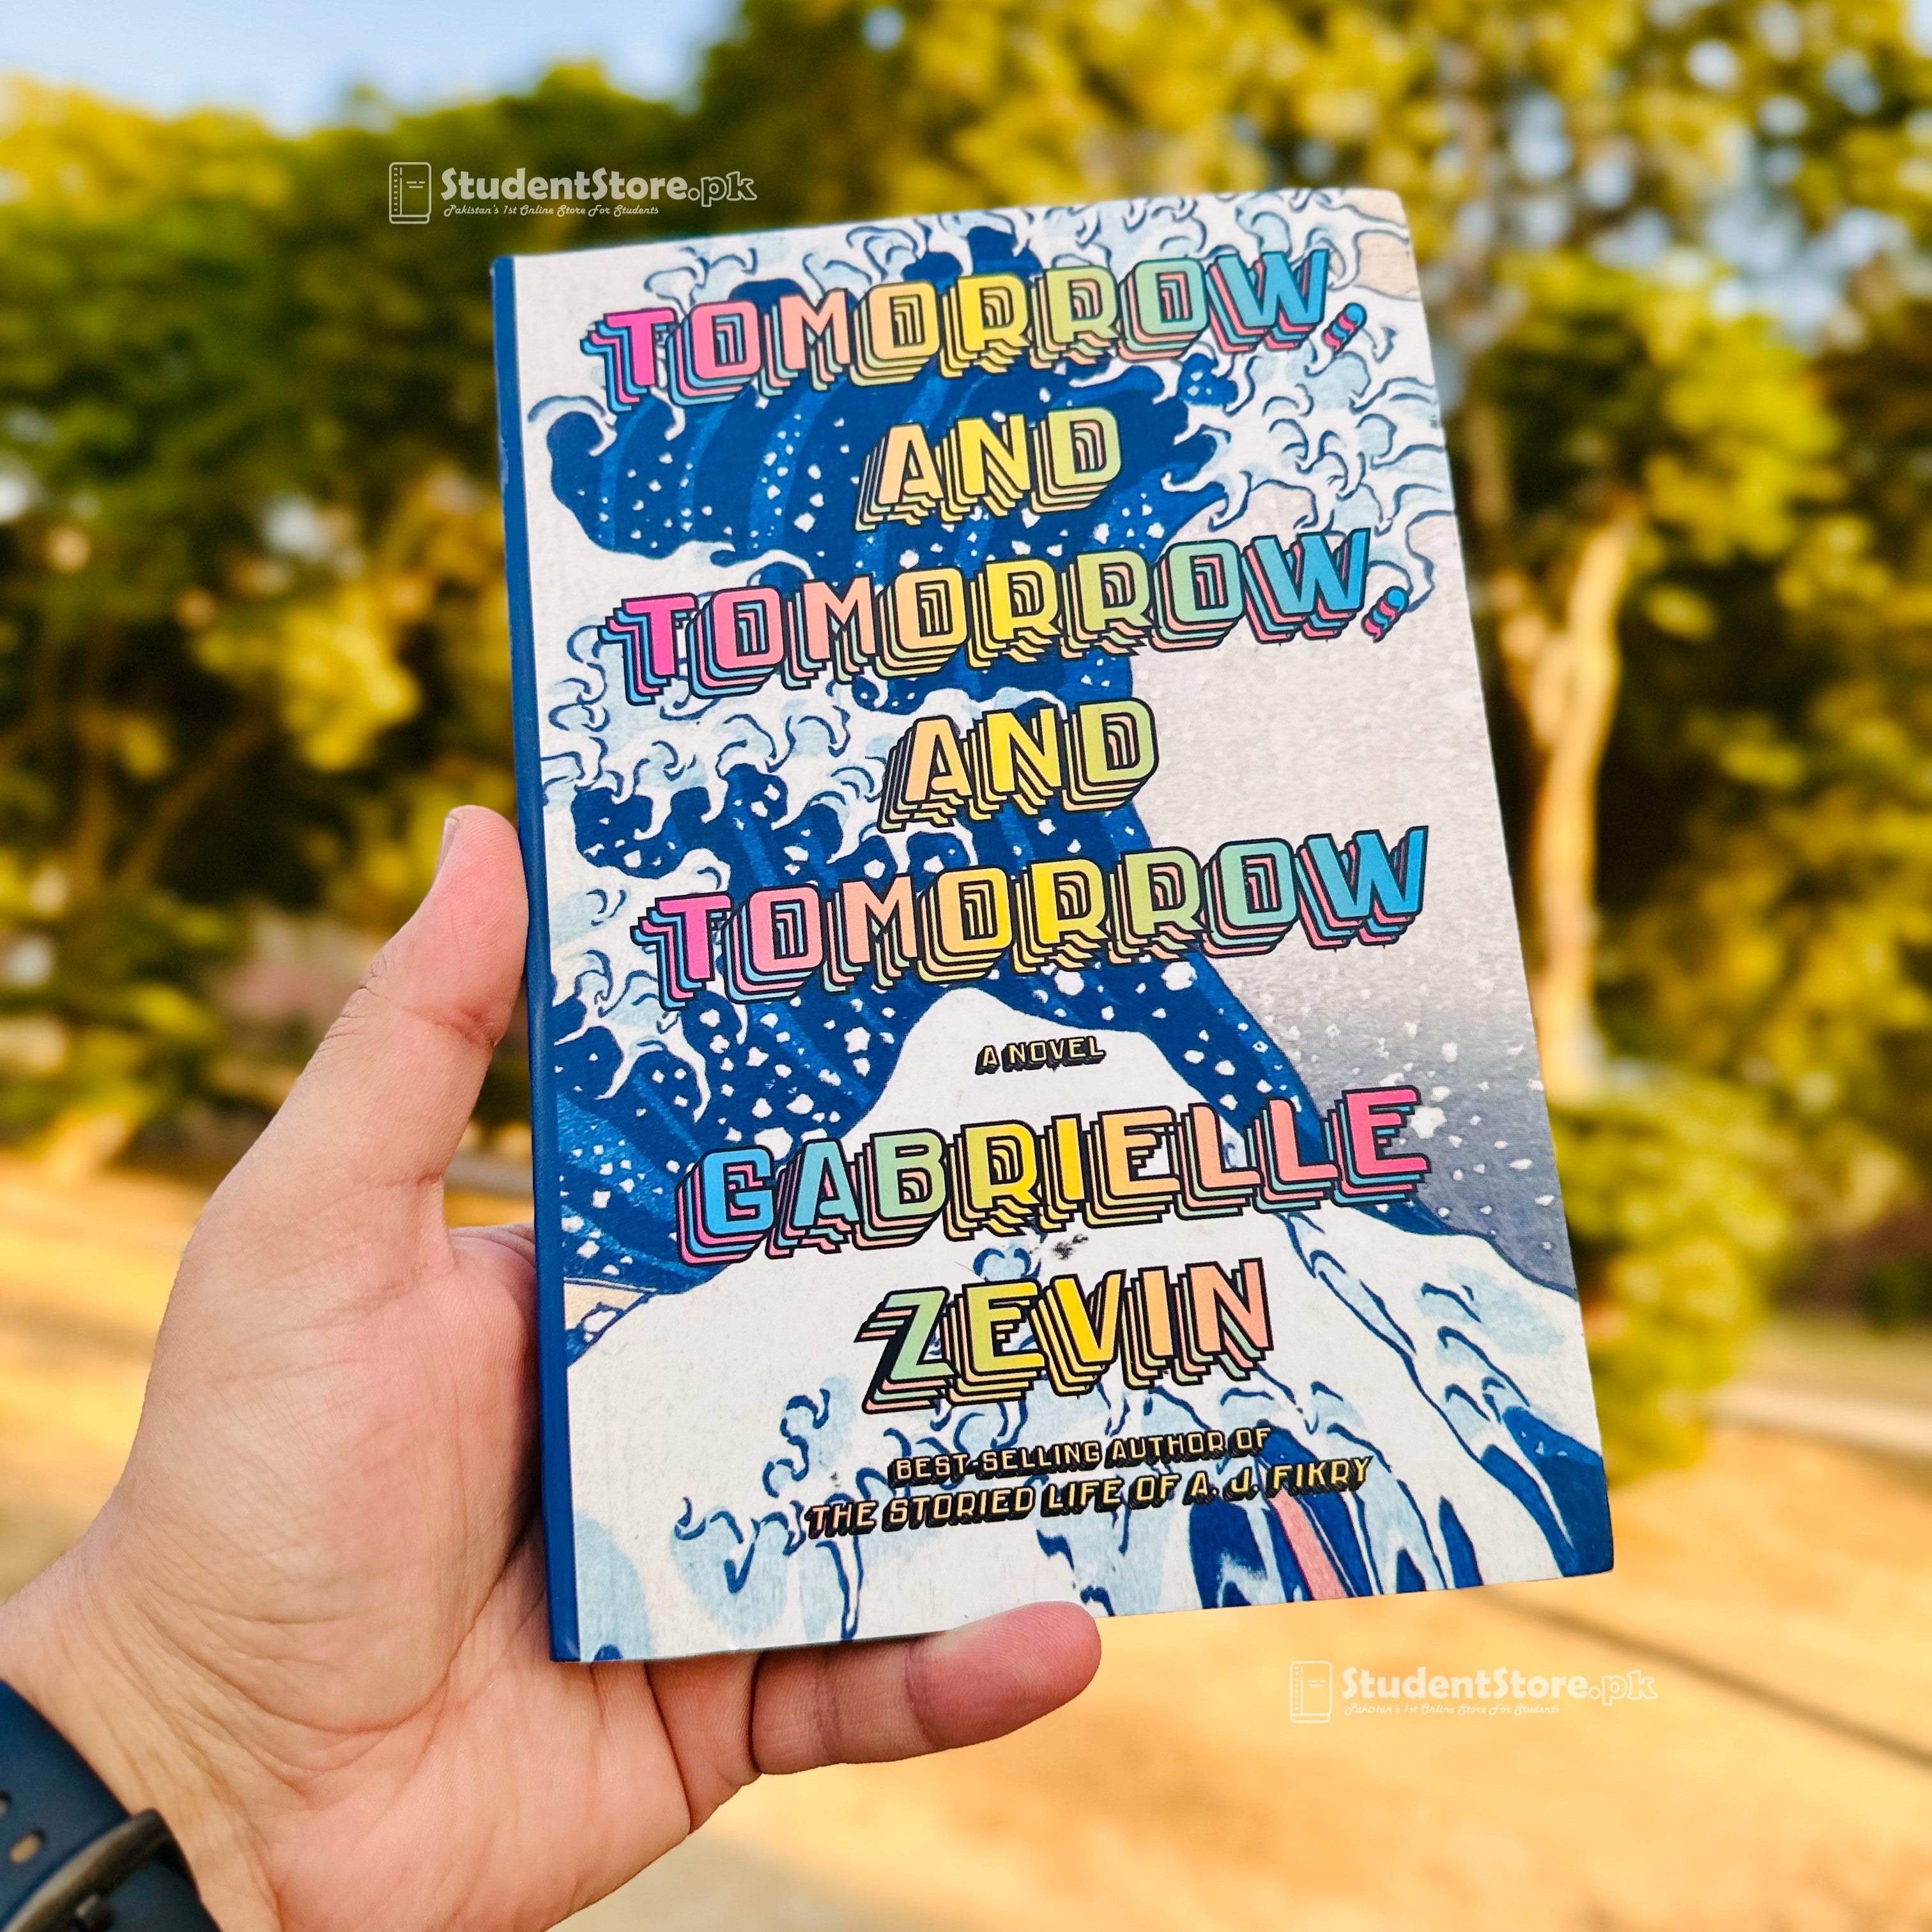 StudentStore.pk
Pakistan's 1st Online Store For Students
TOMORROW,
AND
TOMORROW,
AND
TOMORROW
A NOVEL
GABRIELLE
ZEVIN
BEST-SELLING AUTHOR OF
THE STORIED LIFE OF A. J. FIKRY
StudentStore.pk
Pakistan's 1st Online Store For Students